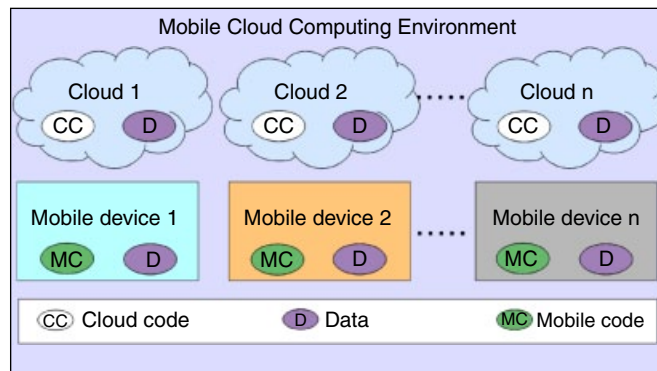 Mobile Cloud Computing Environment
Cloud 1 Cloud 2 ..... Cloud n
CC D CC D CC D
Mobile device 1 Mobile device 2 ..... Mobile device n
MC D MC D MC D
CC Cloud code D Data MC Mobile code